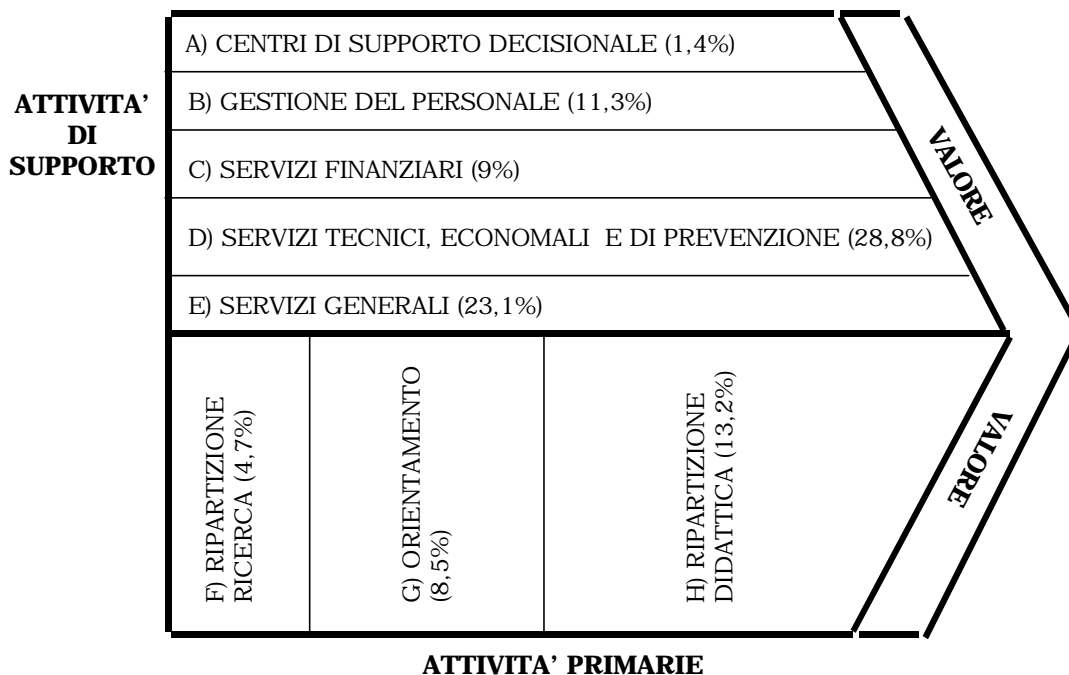 A) CENTRI DI SUPPORTO DECISIONALE (1,4%)
ATTIVITA'
DI
SUPPORTO
B) GESTIONE DEL PERSONALE (11,3%)
C) SERVIZI FINANZIARI (9%)
D) SERVIZI TECNICI, ECONOMALI E DI PREVENZIONE (28,8%)
E) SERVIZI GENERALI (23,1%)
VALORE
F) RIPARTIZIONE
RICERCA (4,7%)
G) ORIENTAMENTO
(8,5%)
H) RIPARTIZIONE
DIDATTICA (13,2%)
VALORE
ATTIVITA' PRIMARIE